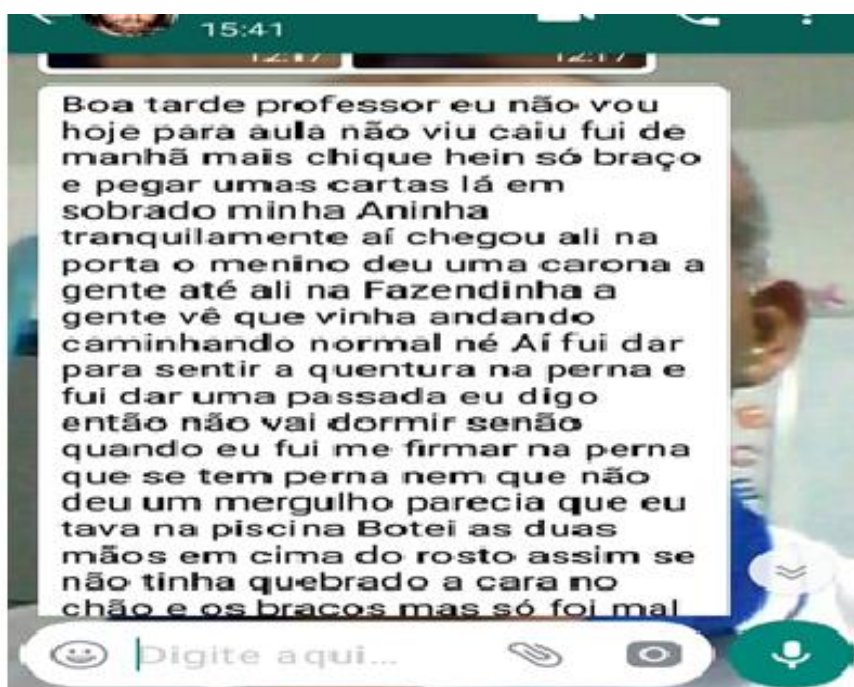 15:41
12:17 12:17
Boa tarde professor eu não vou
hoje para aula não viu caiu fui de
manhã mais chique hein só braço
e pegar umas cartas lá em
sobrado minha Aninha
tranquilamente aí chegou ali na
porta o menino deu uma carona a
gente até ali na Fazendinha a
gente vê que vinha andando
caminhando normal né Aí fui dar
para sentir a quentura na perna e
fui dar uma passada eu digo
então não vai dormir senão
quando eu fui me firmar na perna
que se tem perna nem que não
deu um mergulho parecia que eu
tava na piscina Botei as duas
mãos em cima do rosto assim se
não tinha quebrado a cara no
chão e os braços mas só foi mal
Digite aqui...